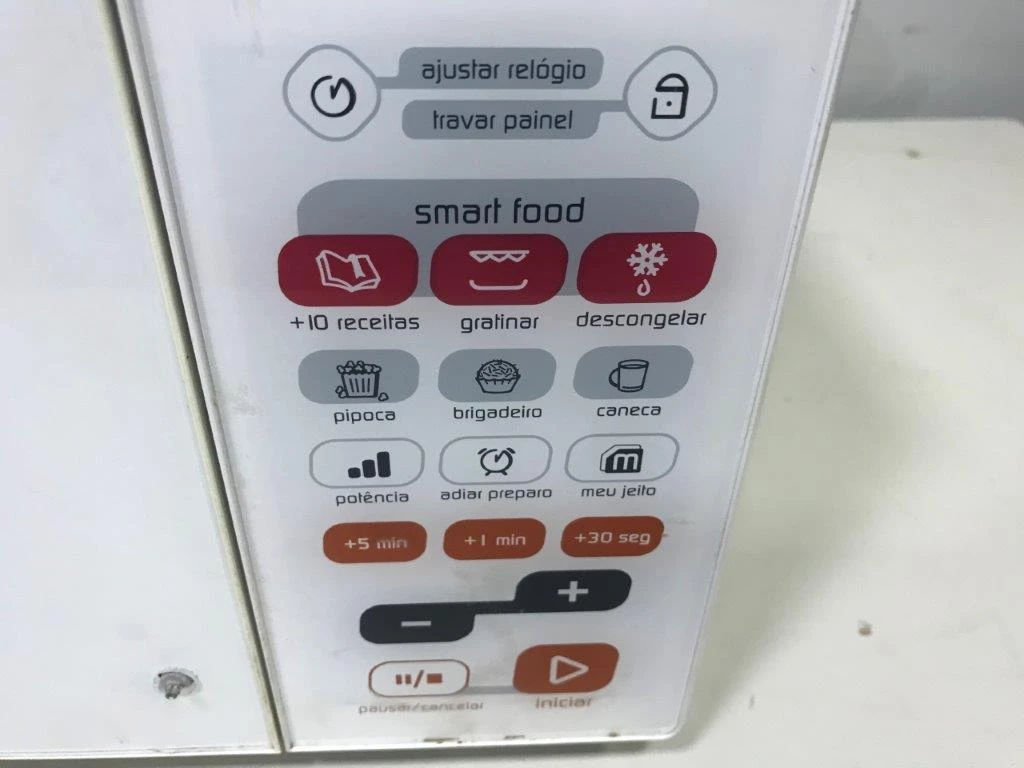 ajustar relógio
travar painel
smart food
+10 receitas gratinar descongelar
pipoca brigadeiro caneca
m
potência adiar preparo meu jeito
+5 min +1 min +30 seg
+
−
pausar/cancelar iniciar